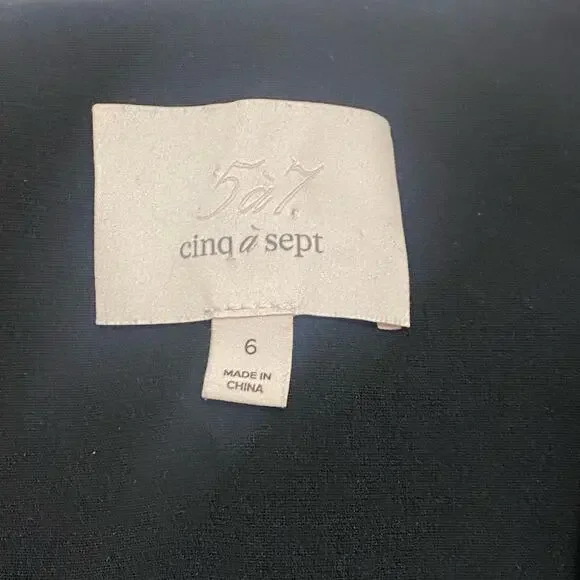 5à7.
cinq à sept
6
MADE IN
CHINA